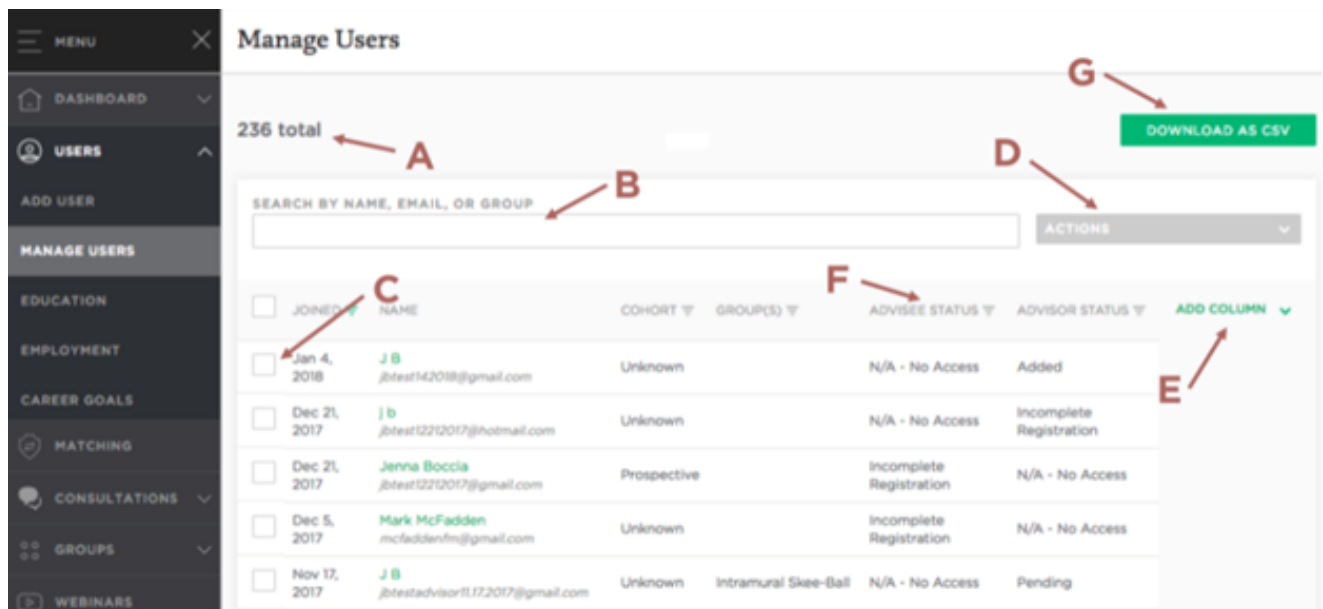 MENU
Manage Users
G
DASHBOARD
236 total
A
DOWNLOAD AS CSV
USERS
D
B
ADD USER
SEARCH BY NAME, EMAIL, OR GROUP
ACTIONS
MANAGE USERS
C
F
EDUCATION
JOINED NAME COHORT GROUP(S) ADVISEE STATUS ADVISOR STATUS ADD COLUMN
EMPLOYMENT
Jan 4, 2018 J B jbtest142018@gmail.com Unknown N/A - No Access Added
E
CAREER GOALS
Dec 21, 2017 j b jbtest12212017@hotmail.com Unknown N/A - No Access Incomplete Registration
MATCHING
Dec 21, 2017 Jenna Boccia jbtest12212017@gmail.com Prospective Incomplete Registration N/A - No Access
CONSULTATIONS
Dec 5, 2017 Mark McFadden mcfaddenfm@gmail.com Unknown Incomplete Registration N/A - No Access
GROUPS
Nov 17, 2017 J B jbtestadvisor11.17.2017@gmail.com Unknown Intramural Skee-Ball N/A - No Access Pending
WEBINARS